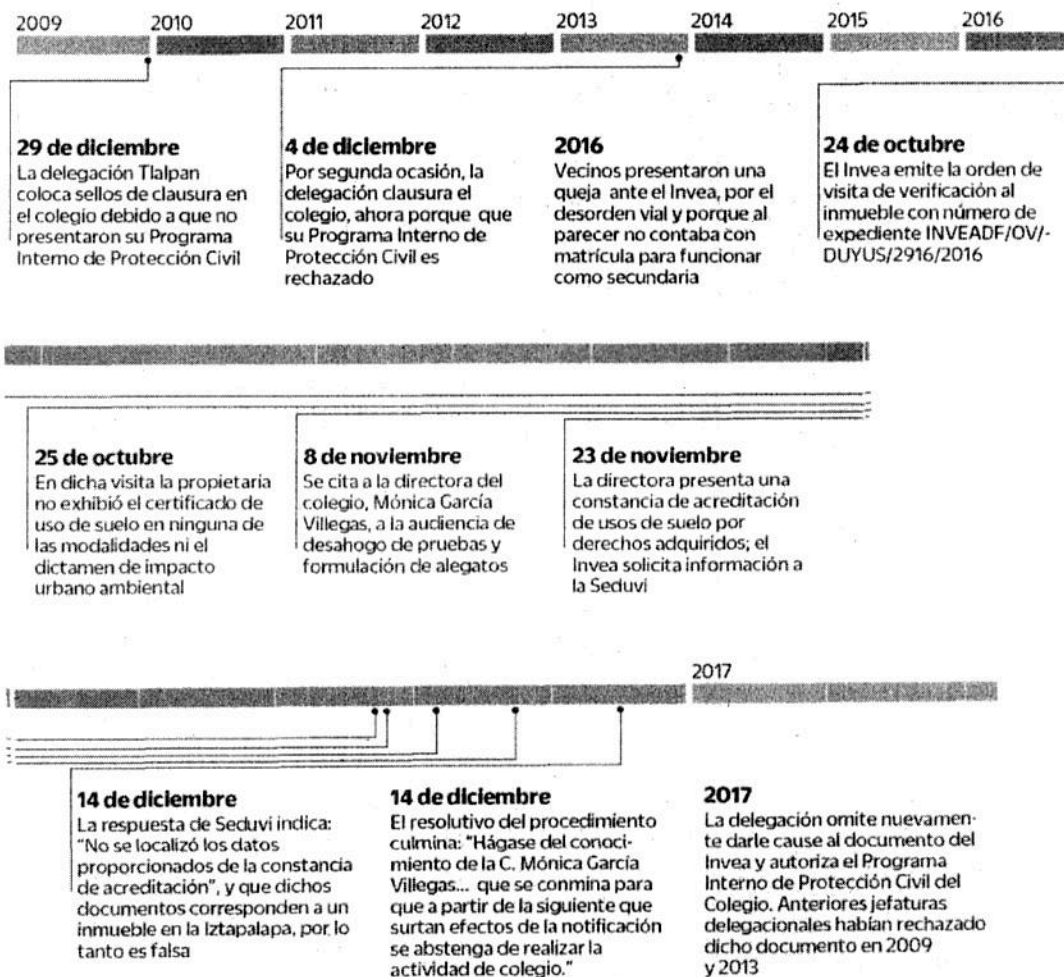 2009 2010 2011 2012 2013 2014 2015 2016
29 de diciembre
La delegación Tlalpan
coloca sellos de clausura en
el colegio debido a que no
presentaron su Programa
Interno de Protección Civil
4 de diciembre
Por segunda ocasión, la
delegación clausura el
colegio, ahora porque que
su Programa Interno de
Protección Civil es
rechazado
2016
Vecinos presentaron una
queja ante el Invea, por el
desorden vial y porque al
parecer no contaba con
matrícula para funcionar
como secundaria
24 de octubre
El Invea emite la orden de
visita de verificación al
inmueble con número de
expediente INVEADF/OV/-
DUYUS/2916/2016
25 de octubre
En dicha visita la propietaria
no exhibió el certificado de
uso de suelo en ninguna de
las modalidades ni el
dictamen de impacto
urbano ambiental
8 de noviembre
Se cita a la directora del
colegio, Mónica García
Villegas, a la audiencia de
desahogo de pruebas y
formulación de alegatos
23 de noviembre
La directora presenta una
constancia de acreditación
de usos de suelo por
derechos adquiridos; el
Invea solicita información a
la Seduvi
2017
14 de diciembre
La respuesta de Seduvi indica:
"No se localizó los datos
proporcionados de la constancia
de acreditación", y que dichos
documentos corresponden a un
inmueble en la Iztapalapa, por lo
tanto es falsa
14 de diciembre
El resolutivo del procedimiento
culmina: "Hágase del conoci-
miento de la C. Mónica García
Villegas... que se conmina para
que a partir de la siguiente que
surtan efectos de la notificación
se abstenga de realizar la
actividad de colegio."
2017
La delegación omite nuevamen-
te darle cause al documento del
Invea y autoriza el Programa
Interno de Protección Civil del
Colegio. Anteriores jefaturas
delegacionales habían rechazado
dicho documento en 2009
y 2013